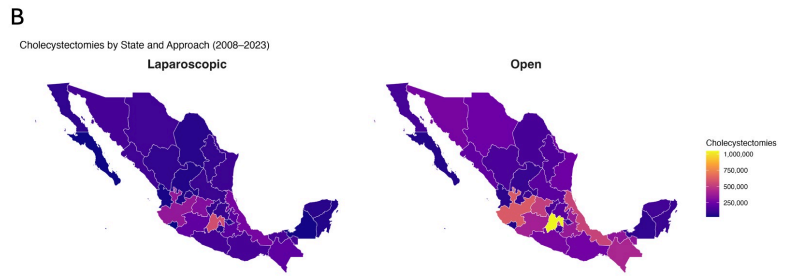 B
Cholecystectomies by State and Approach (2008–2023)
Laparoscopic
Open
Cholecystectomies
1,000,000
750,000
500,000
250,000